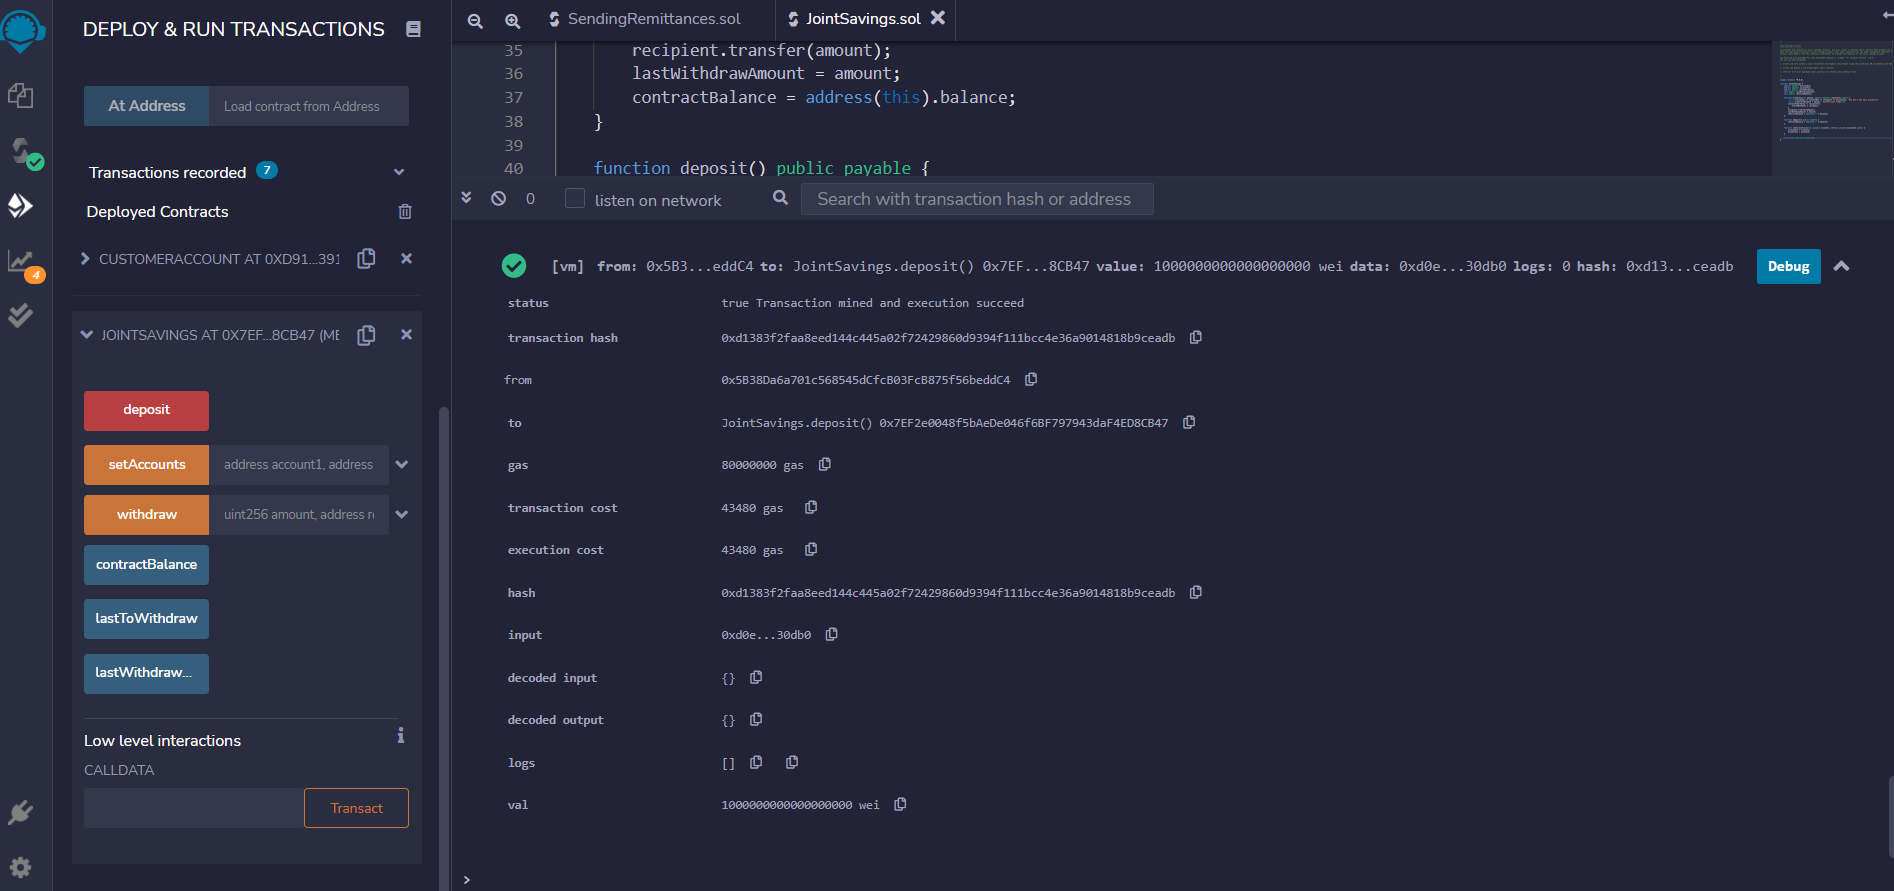 DEPLOY & RUN TRANSACTIONS
At Address
Load contract from Address
Transactions recorded 7
Deployed Contracts
CUSTOMERACCOUNT AT 0XD91...391
4
JOINTSAVINGS AT 0X7EF...8CB47 (ME
deposit
setAccounts
address account1, address
withdraw
uint256 amount, address re
contractBalance
lastToWithdraw
lastWithdraw...
Low level interactions
i
CALLDATA
Transact
SendingRemittances.sol
JointSavings.sol
35 recipient.transfer(amount);
36 lastWithdrawAmount = amount;
37 contractBalance = address(this).balance;
38 }
39
40 function deposit() public payable {
0
listen on network
Search with transaction hash or address
[vm] from: 0x5B3...eddC4 to: JointSavings.deposit() 0x7EF...8CB47 value: 1000000000000000000 wei data: 0xd0e...30db0 logs: 0 hash: 0xd13...ceadb
Debug
status true Transaction mined and execution succeed
transaction hash 0xd1383f2faa8eed144c445a02f72429860d9394f111bcc4e36a9014818b9ceadb
from 0x5B38Da6a701c568545dCfcB03FcB875f56beddC4
to JointSavings.deposit() 0x7EF2e0048f5bAeDe046f6BF797943daF4ED8CB47
gas 80000000 gas
transaction cost 43480 gas
execution cost 43480 gas
hash 0xd1383f2faa8eed144c445a02f72429860d9394f111bcc4e36a9014818b9ceadb
input 0xd0e...30db0
decoded input {}
decoded output {}
logs []
val 1000000000000000000 wei
>